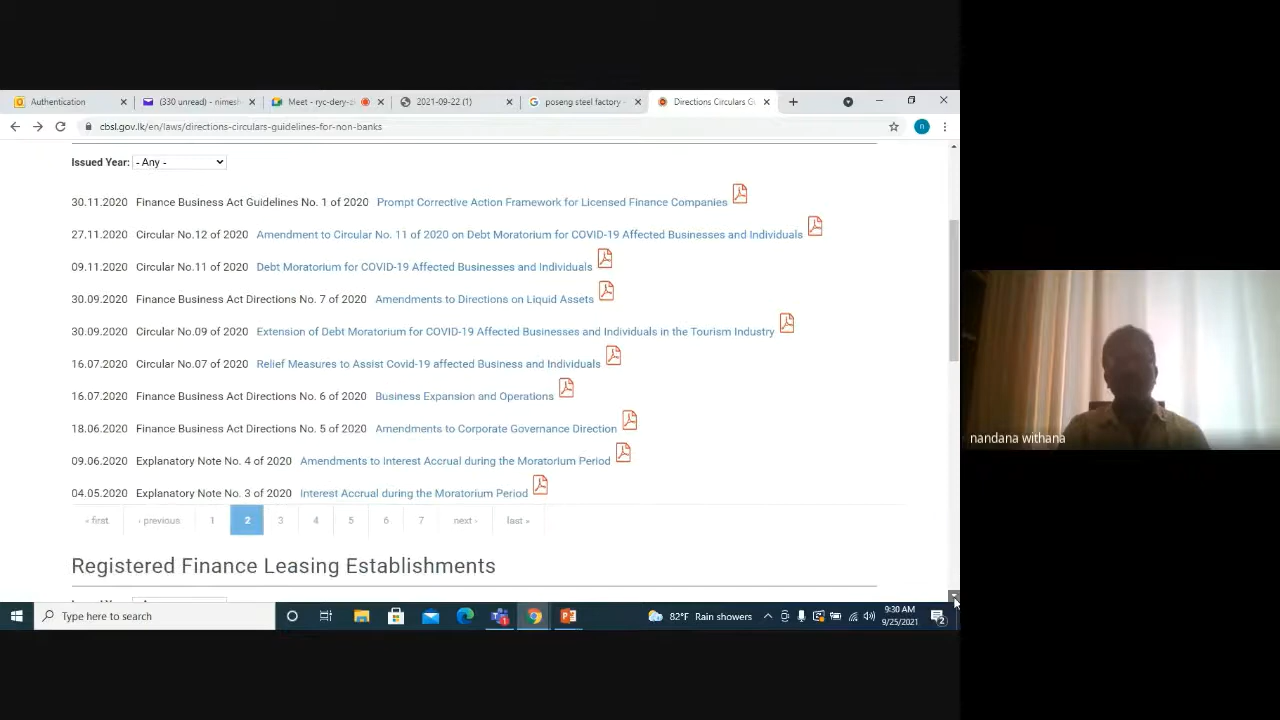 Authentication
(330 unread) - nimesh
Meet - ryc-dery-z
2021-09-22 (1)
poseng steel factory -
Directions Circulars Gu
cbsl.gov.lk/en/laws/directions-circulars-guidelines-for-non-banks
n
Issued Year: - Any -
30.11.2020 Finance Business Act Guidelines No. 1 of 2020 Prompt Corrective Action Framework for Licensed Finance Companies
27.11.2020 Circular No.12 of 2020 Amendment to Circular No. 11 of 2020 on Debt Moratorium for COVID-19 Affected Businesses and Individuals
09.11.2020 Circular No.11 of 2020 Debt Moratorium for COVID-19 Affected Businesses and Individuals
30.09.2020 Finance Business Act Directions No. 7 of 2020 Amendments to Directions on Liquid Assets
30.09.2020 Circular No.09 of 2020 Extension of Debt Moratorium for COVID-19 Affected Businesses and Individuals in the Tourism Industry
16.07.2020 Circular No.07 of 2020 Relief Measures to Assist Covid-19 affected Business and Individuals
16.07.2020 Finance Business Act Directions No. 6 of 2020 Business Expansion and Operations
18.06.2020 Finance Business Act Directions No. 5 of 2020 Amendments to Corporate Governance Direction
nandana withana
09.06.2020 Explanatory Note No. 4 of 2020 Amendments to Interest Accrual during the Moratorium Period
04.05.2020 Explanatory Note No. 3 of 2020 Interest Accrual during the Moratorium Period
« first ‹ previous 1 2 3 4 5 6 7 next › last »
Registered Finance Leasing Establishments
Type here to search
82°F Rain showers
9:30 AM
9/25/2021
2